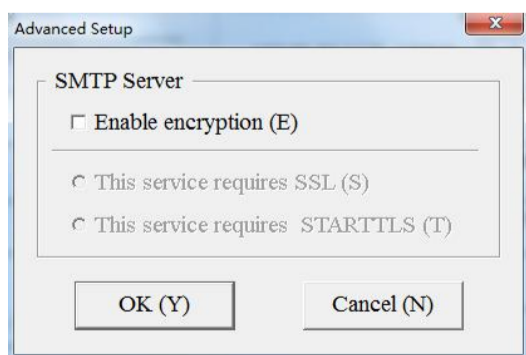 Advanced Setup
SMTP Server
Enable encryption (E)
This service requires SSL (S)
This service requires STARTTLS (T)
OK (Y)
Cancel (N)